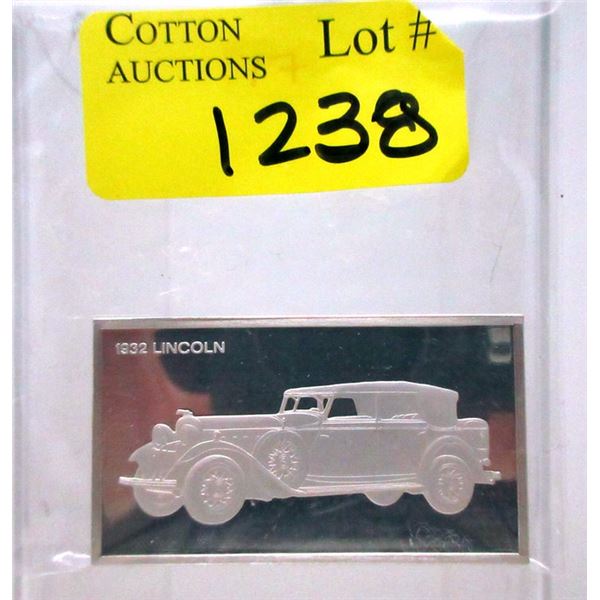 COTTON Lot #
AUCTIONS
1238
1932 LINCOLN